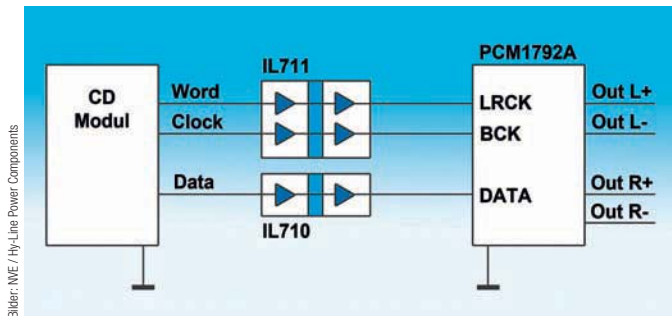 Bilder: NVE / Hy-Line Power Components
CD
Modul
Word
Clock
Data
IL711
IL710
PCM1792A
LRCK
BCK
DATA
Out L+
Out L-
Out R+
Out R-